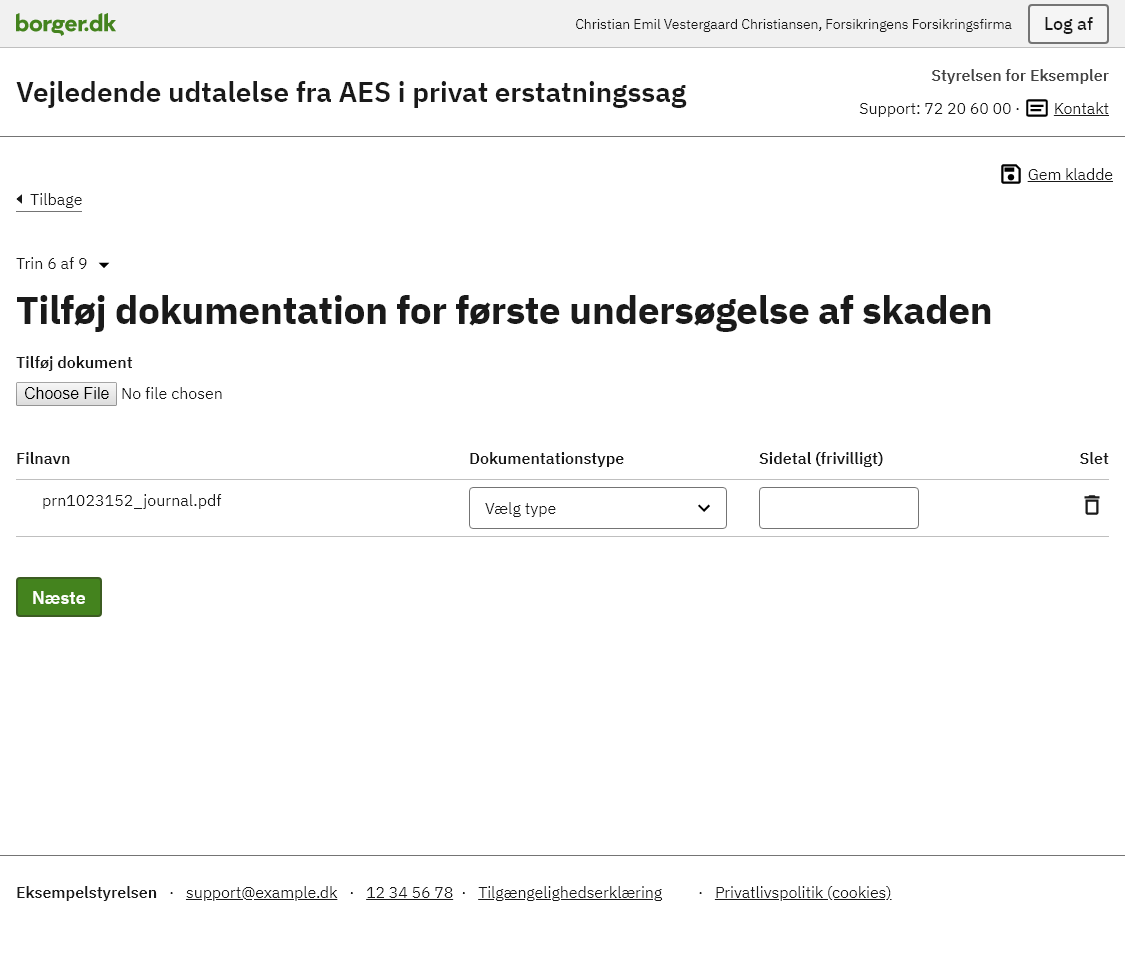 borger.dk
Christian Emil Vestergaard Christiansen, Forsikringens Forsikringsfirma
Log af
Vejledende udtalelse fra AES i privat erstatningssag
Styrelsen for Eksempler
Support: 72 20 60 00 · Kontakt
Gem kladde
Tilbage
Trin 6 af 9
Tilføj dokumentation for første undersøgelse af skaden
Tilføj dokument
Choose File No file chosen
Filnavn Dokumentationstype Sidetal (frivilligt) Slet
prn1023152_journal.pdf Vælg type
Næste
Eksempelstyrelsen · support@example.dk · 12 34 56 78 · Tilgængelighedserklæring · Privatlivspolitik (cookies)